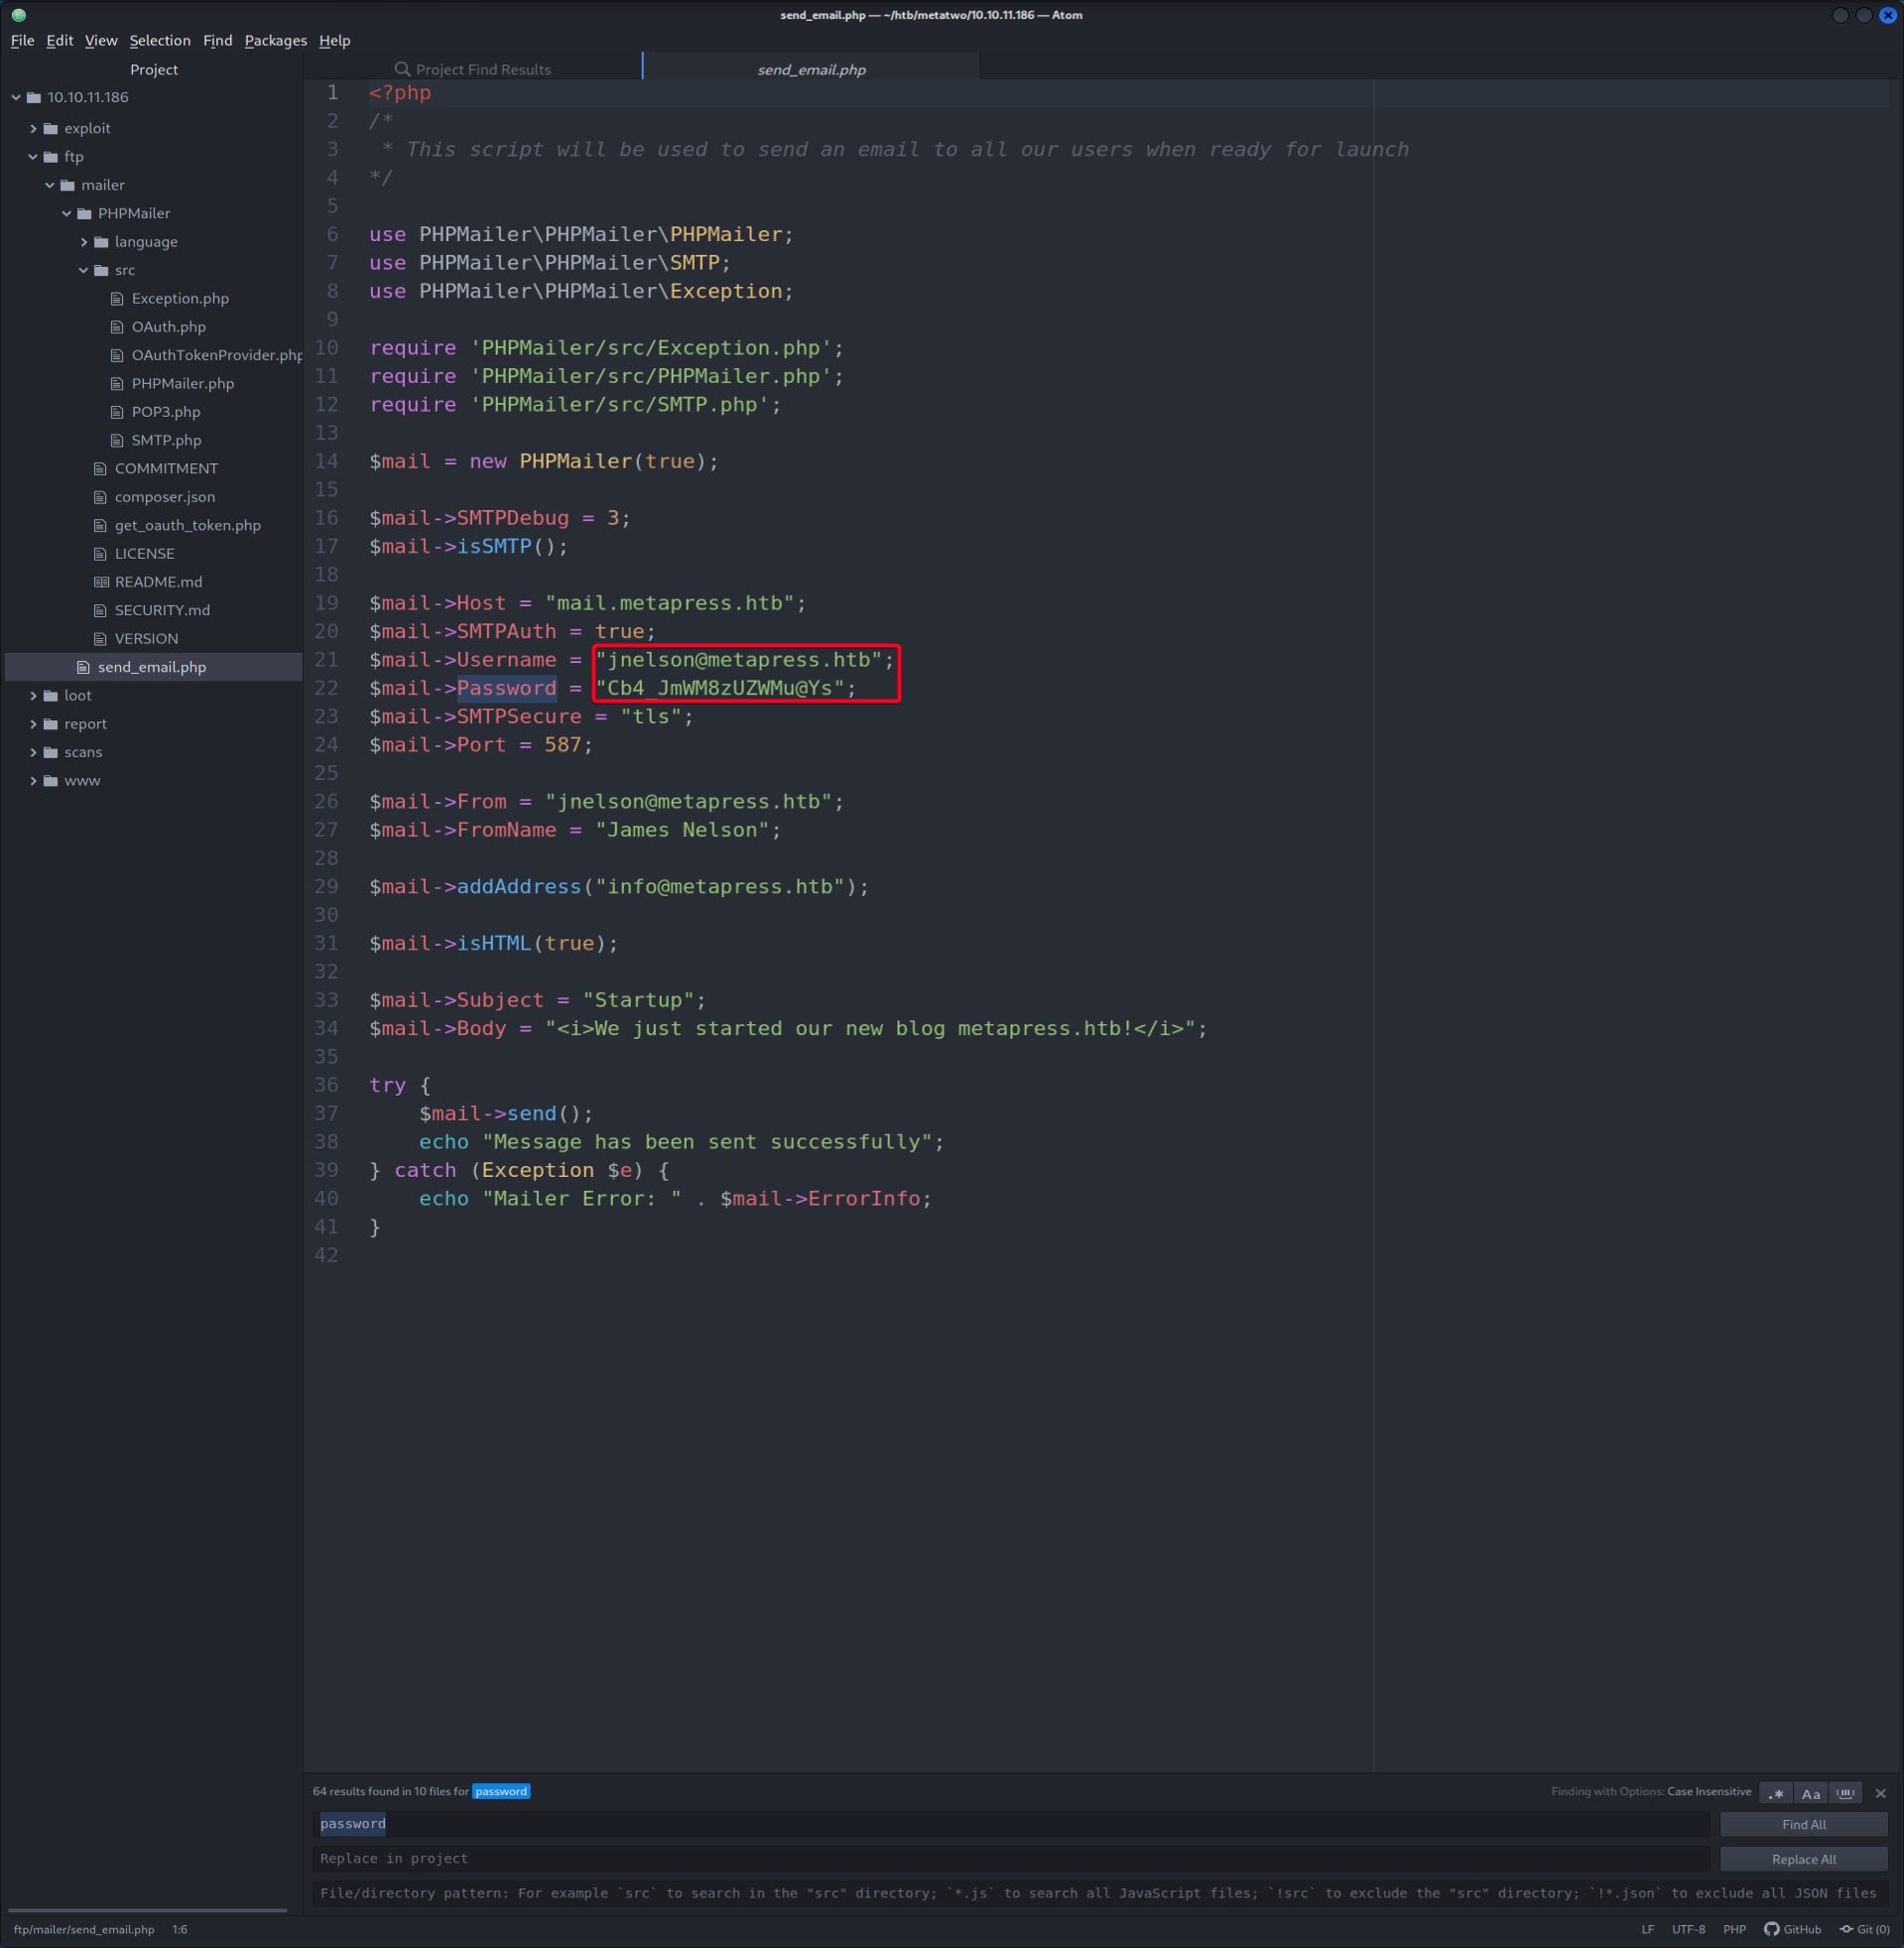 send_email.php — ~/htb/metatwo/10.10.11.186 — Atom
File Edit View Selection Find Packages Help
Project
10.10.11.186
exploit
ftp
mailer
PHPMailer
language
src
Exception.php
OAuth.php
OAuthTokenProvider.php
PHPMailer.php
POP3.php
SMTP.php
COMMITMENT
composer.json
get_oauth_token.php
LICENSE
README.md
SECURITY.md
VERSION
send_email.php
loot
report
scans
www
Project Find Results
send_email.php
1 <?php
2 /*
3  * This script will be used to send an email to all our users when ready for launch
4 */
5
6 use PHPMailer\PHPMailer\PHPMailer;
7 use PHPMailer\PHPMailer\SMTP;
8 use PHPMailer\PHPMailer\Exception;
9
10 require 'PHPMailer/src/Exception.php';
11 require 'PHPMailer/src/PHPMailer.php';
12 require 'PHPMailer/src/SMTP.php';
13
14 $mail = new PHPMailer(true);
15
16 $mail->SMTPDebug = 3;
17 $mail->isSMTP();
18
19 $mail->Host = "mail.metapress.htb";
20 $mail->SMTPAuth = true;
21 $mail->Username = "jnelson@metapress.htb";
22 $mail->Password = "Cb4_JmWM8zUZWMu@Ys";
23 $mail->SMTPSecure = "tls";
24 $mail->Port = 587;
25
26 $mail->From = "jnelson@metapress.htb";
27 $mail->FromName = "James Nelson";
28
29 $mail->addAddress("info@metapress.htb");
30
31 $mail->isHTML(true);
32
33 $mail->Subject = "Startup";
34 $mail->Body = "<i>We just started our new blog metapress.htb!</i>";
35
36 try {
37     $mail->send();
38     echo "Message has been sent successfully";
39 } catch (Exception $e) {
40     echo "Mailer Error: " . $mail->ErrorInfo;
41 }
42
64 results found in 10 files for password
Finding with Options: Case Insensitive
.* Aa
password
Find All
Replace in project
Replace All
File/directory pattern: For example `src` to search in the "src" directory; `*.js` to search all JavaScript files; `!src` to exclude the "src" directory; `!*.json` to exclude all JSON files
ftp/mailer/send_email.php 1:6
LF UTF-8 PHP GitHub Git (0)